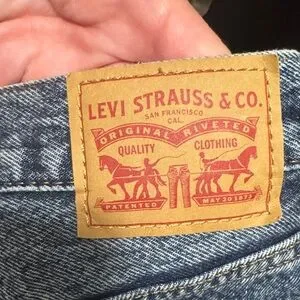 LEVI STRAUSS & CO.
SAN FRANCISCO
CAL.
ORIGINAL RIVETED
QUALITY CLOTHING
PATENTED MAY 20 1873